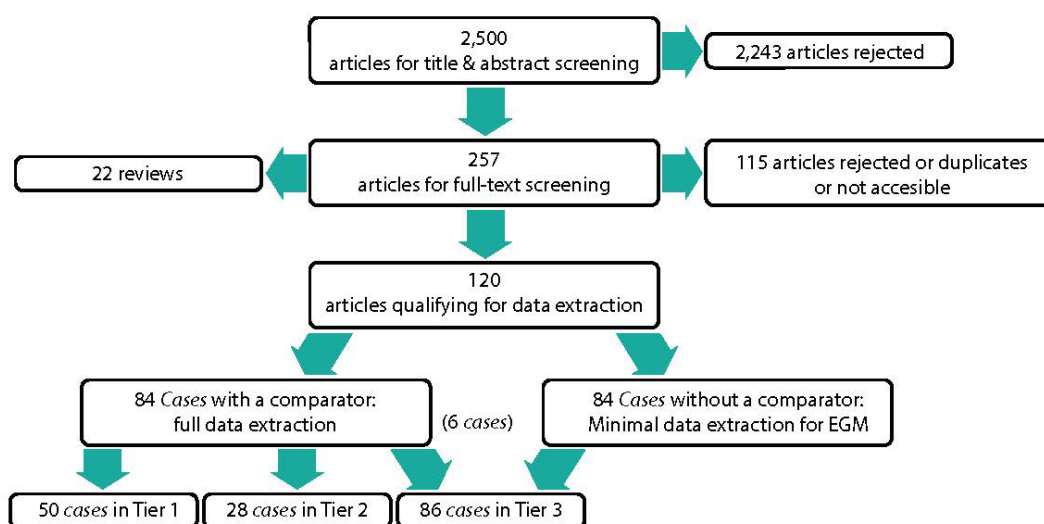 2,500
articles for title & abstract screening
2,243 articles rejected
22 reviews
257
articles for full-text screening
115 articles rejected or duplicates
or not accesible
120
articles qualifying for data extraction
84 Cases with a comparator:
full data extraction
(6 cases)
84 Cases without a comparator:
Minimal data extraction for EGM
50 cases in Tier 1
28 cases in Tier 2
86 cases in Tier 3